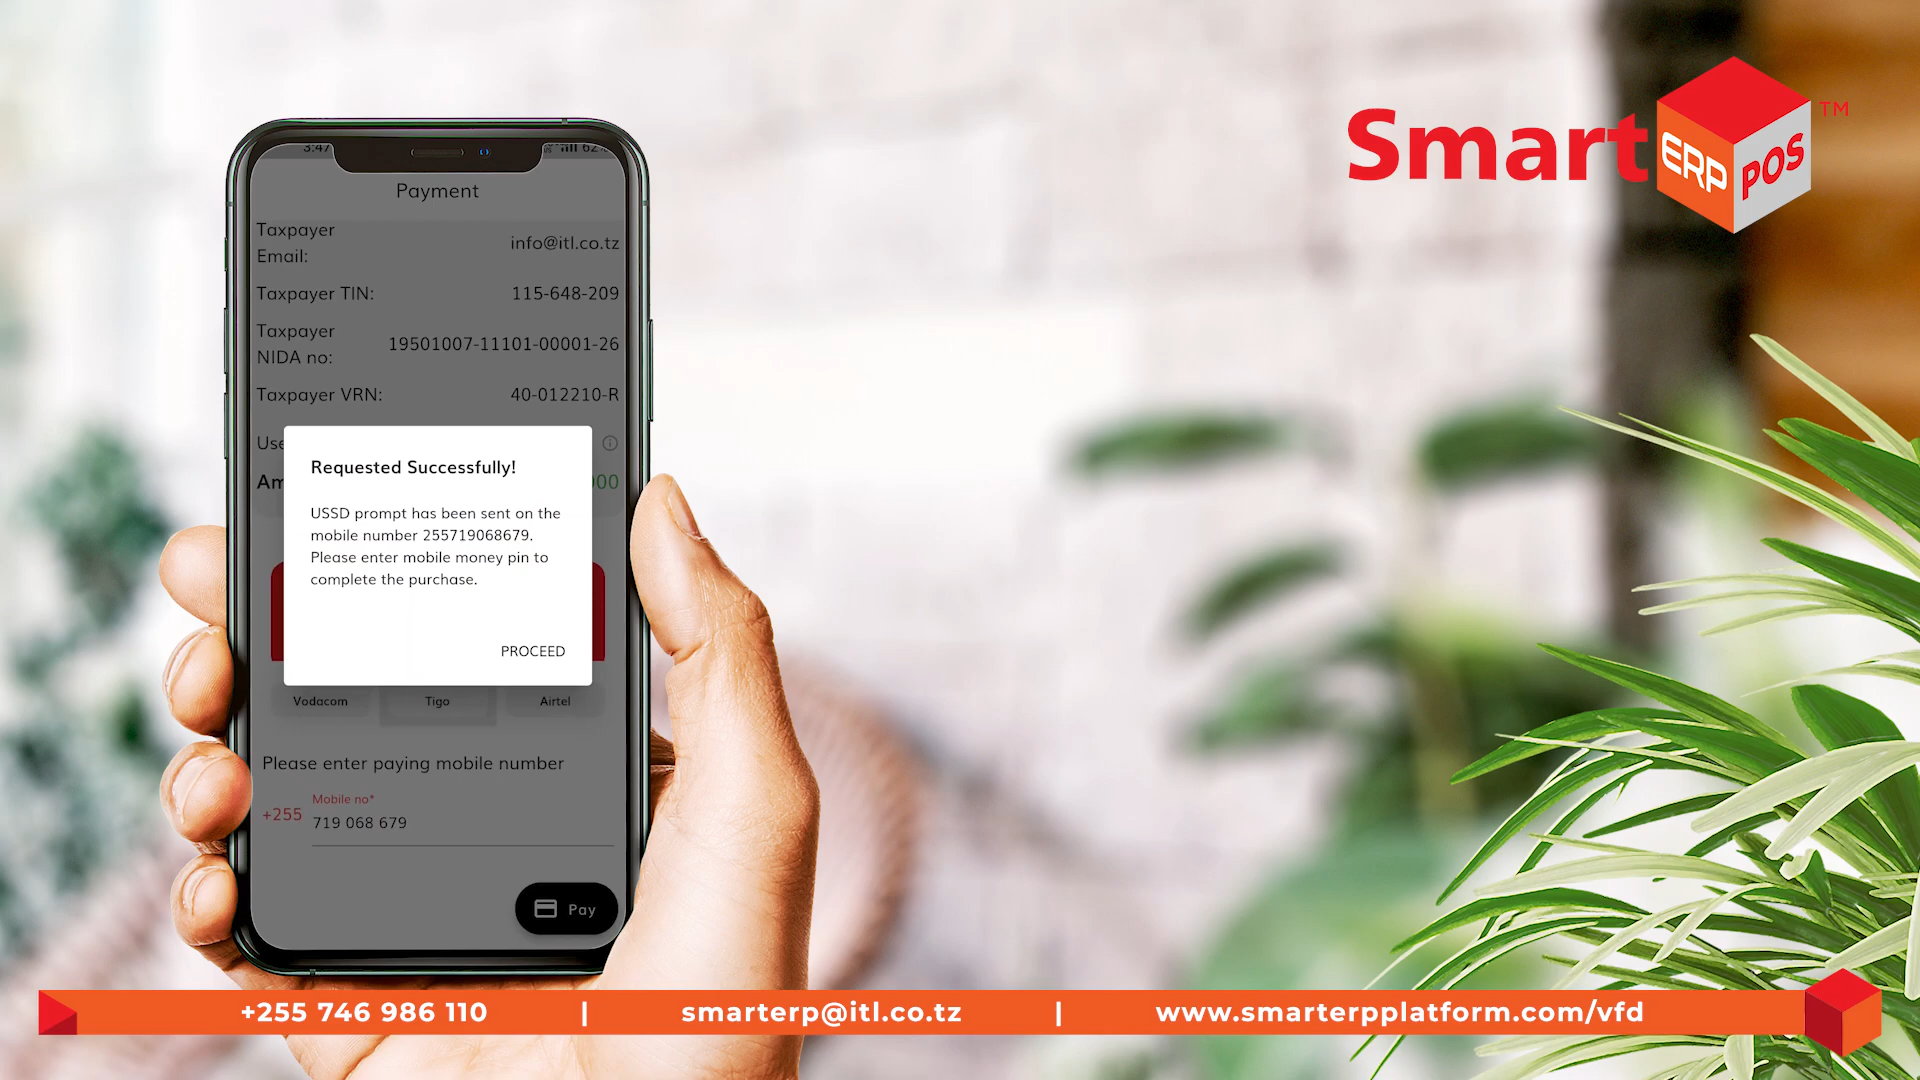 Smart ERP POS ™
3:47 62%
Payment
Taxpayer
Email:
info@itl.co.tz
Taxpayer TIN: 115-648-209
Taxpayer
NIDA no:
19501007-11101-00001-26
Taxpayer VRN: 40-012210-R
Requested Successfully!
USSD prompt has been sent on the
mobile number 255719068679.
Please enter mobile money pin to
complete the purchase.
PROCEED
Vodacom Tigo Airtel
Please enter paying mobile number
Mobile no*
+255 719 068 679
Pay
+255 746 986 110 | smarterp@itl.co.tz | www.smarterpplatform.com/vfd